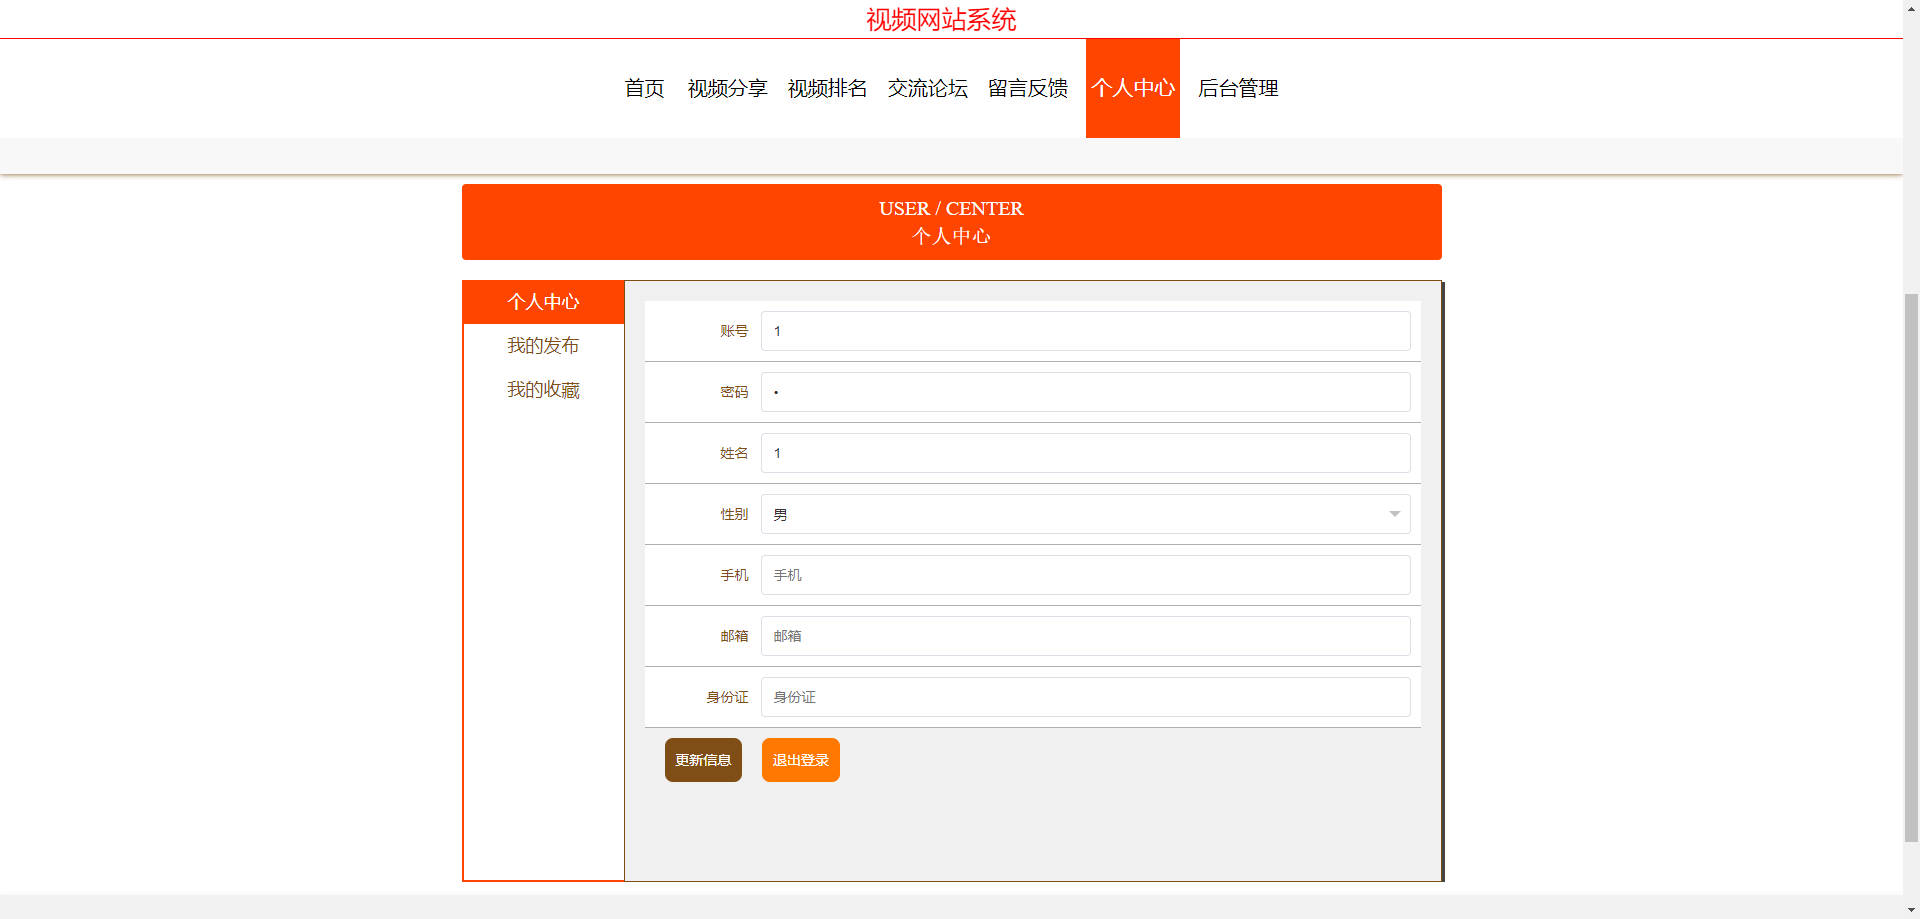 视频网站系统
首页 视频分享 视频排名 交流论坛 留言反馈 个人中心 后台管理
USER / CENTER
个人中心
个人中心
我的发布
我的收藏
账号 1
密码 •
姓名 1
性别 男
手机 手机
邮箱 邮箱
身份证 身份证
更新信息 退出登录